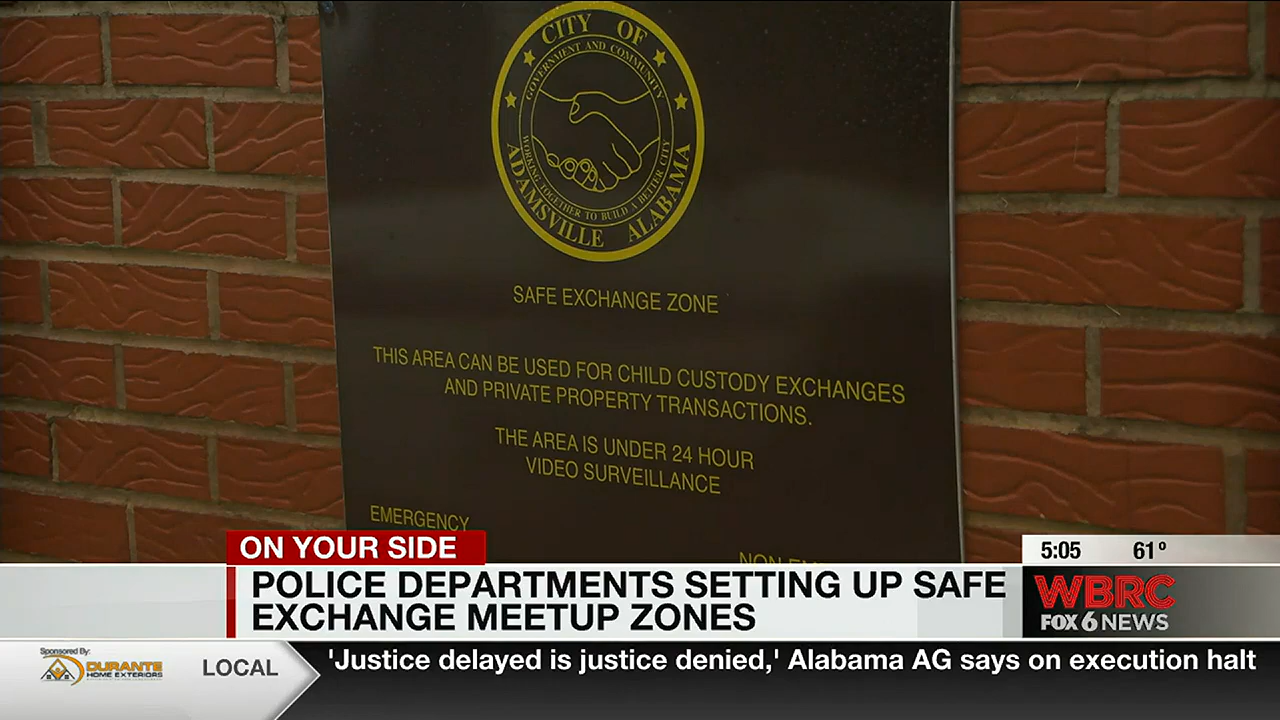 CITY OF
GOVERNMENT AND COMMUNITY
WORKING TOGETHER TO BUILD A BETTER CITY
ADAMSVILLE ALABAMA
SAFE EXCHANGE ZONE
THIS AREA CAN BE USED FOR CHILD CUSTODY EXCHANGES
AND PRIVATE PROPERTY TRANSACTIONS.
THE AREA IS UNDER 24 HOUR
VIDEO SURVEILLANCE
EMERGENCY
ON YOUR SIDE
POLICE DEPARTMENTS SETTING UP SAFE
EXCHANGE MEETUP ZONES
5:05 61°
WBRC
FOX 6 NEWS
Sponsored By:
DURANTE
HOME EXTERIORS
LOCAL
'Justice delayed is justice denied,' Alabama AG says on execution halt